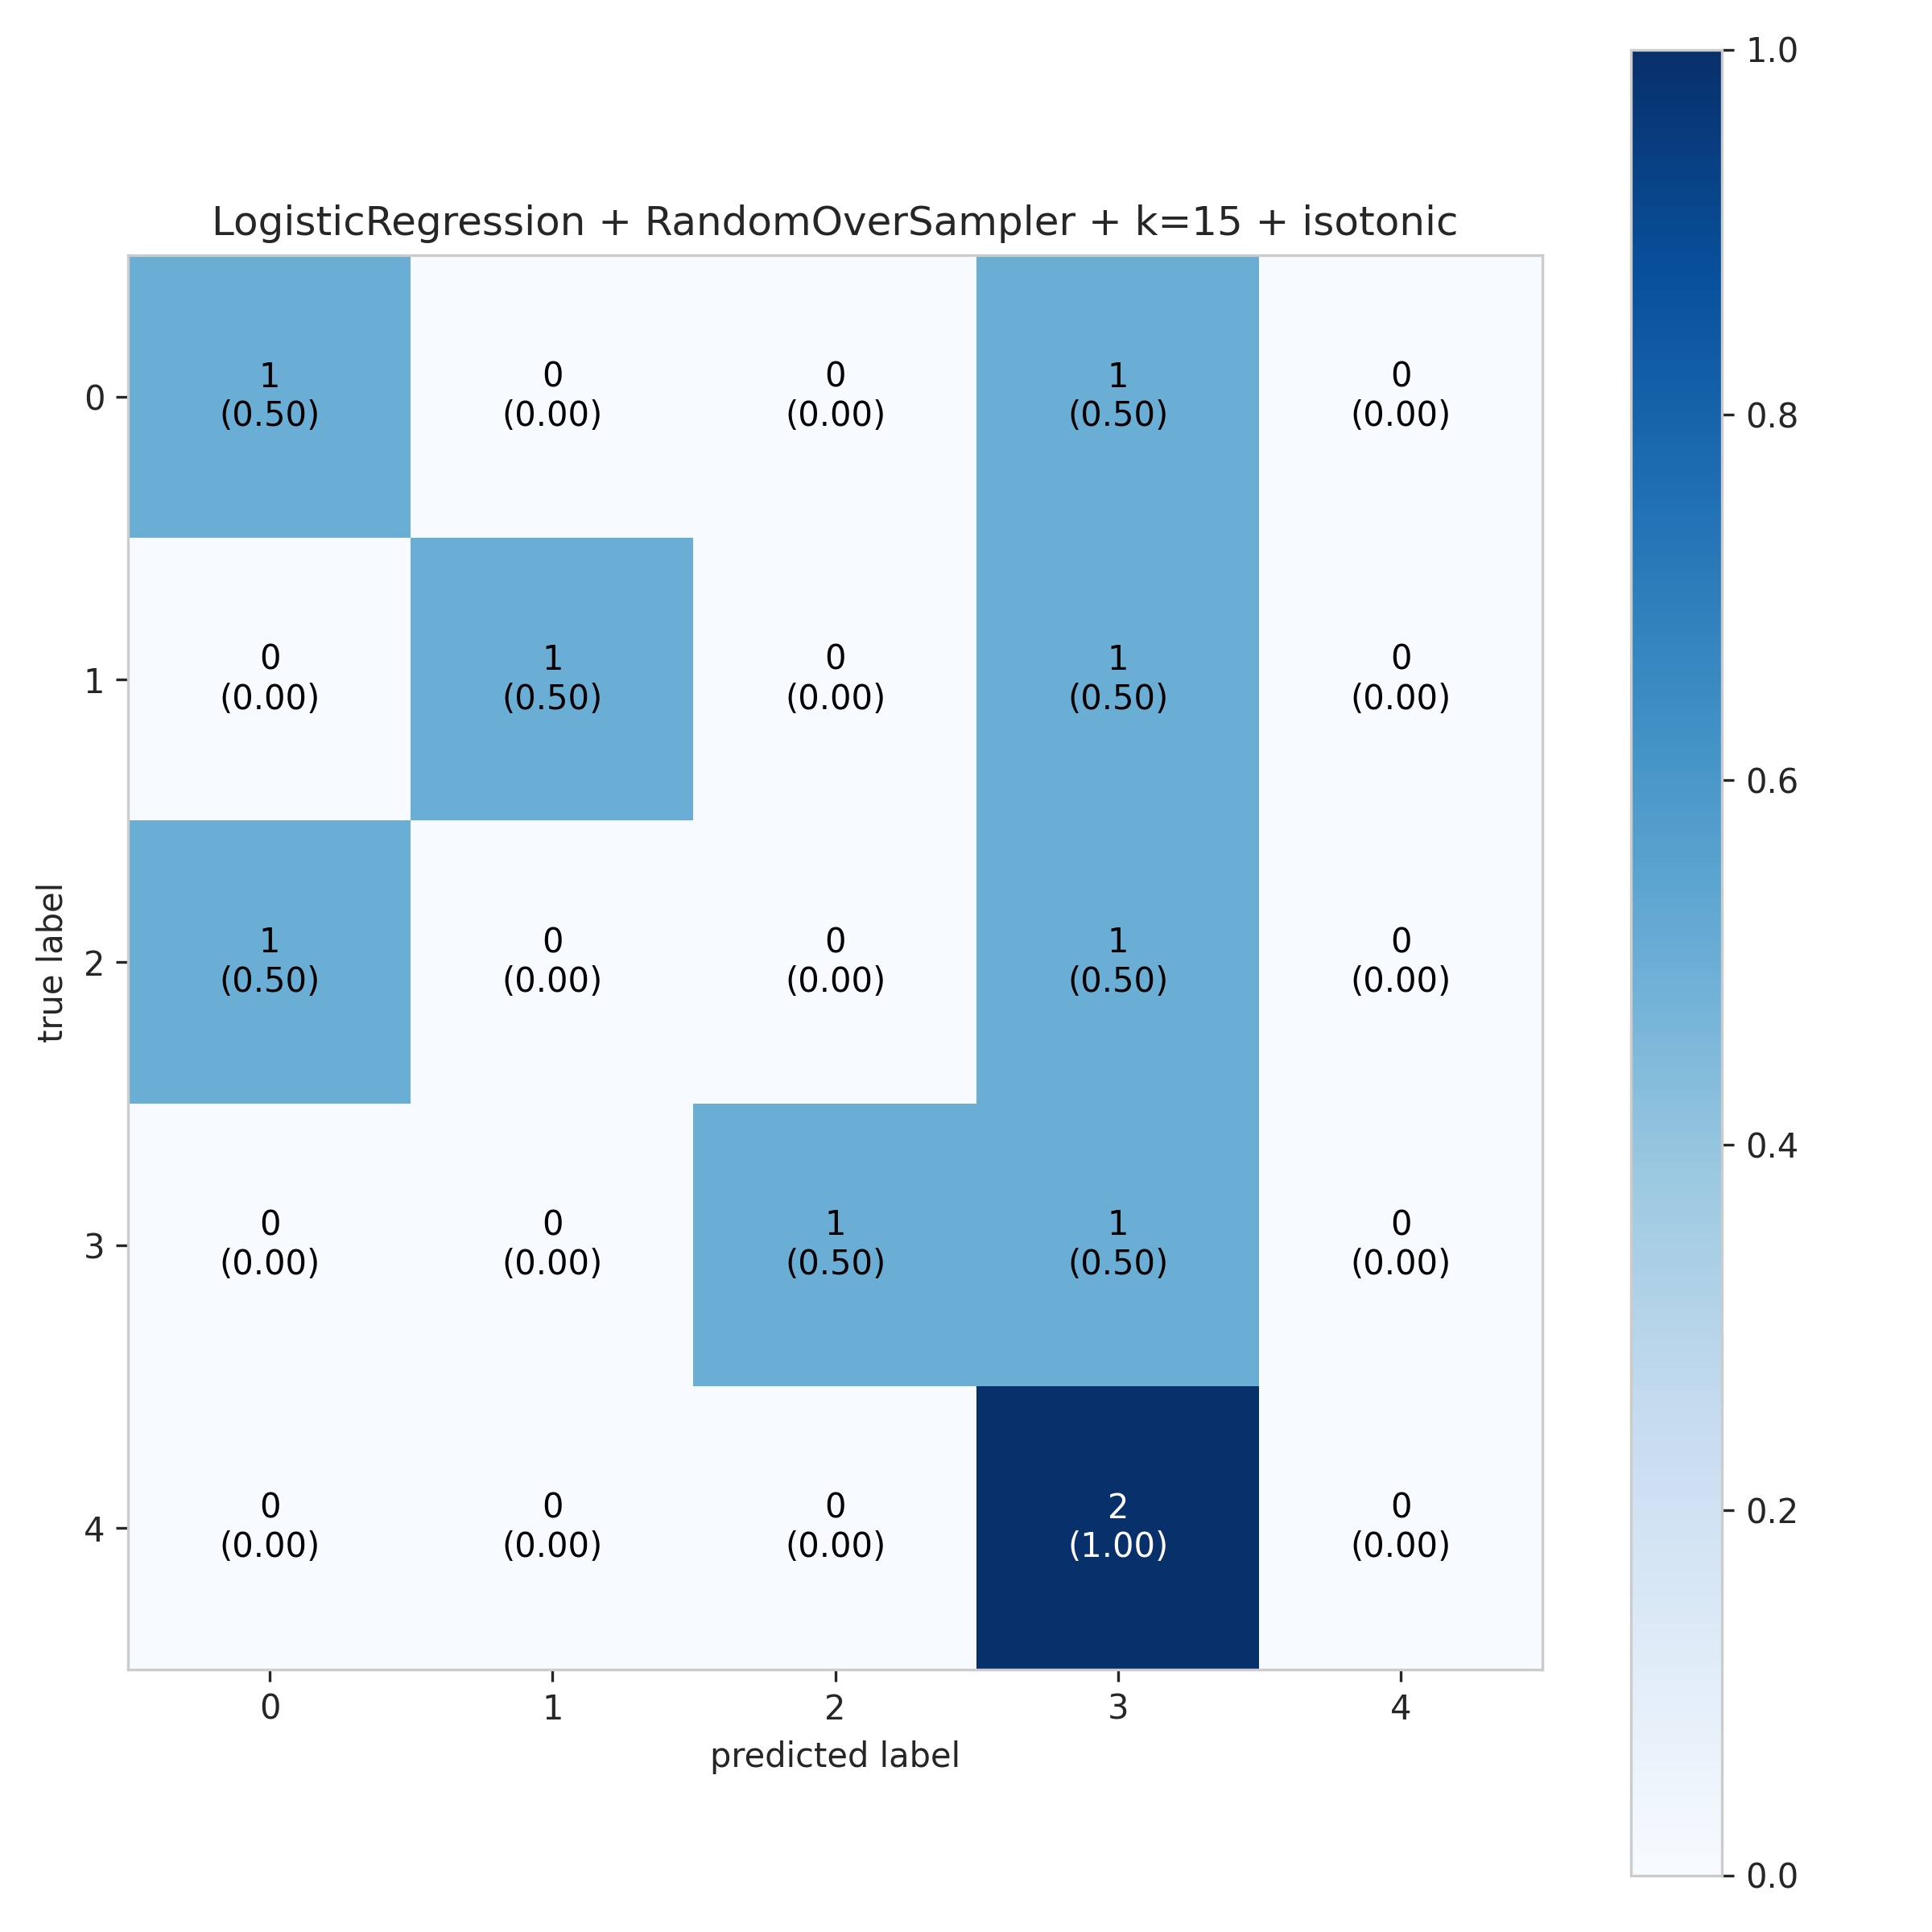 LogisticRegression + RandomOverSampler + k=15 + isotonic
1.0
0.8
0.6
0.4
0.2
0.0
true label
0
1
2
3
4
1 0 0 1 0
(0.50) (0.00) (0.00) (0.50) (0.00)
0 1 0 1 0
(0.00) (0.50) (0.00) (0.50) (0.00)
1 0 0 1 0
(0.50) (0.00) (0.00) (0.50) (0.00)
0 0 1 1 0
(0.00) (0.00) (0.50) (0.50) (0.00)
0 0 0 2 0
(0.00) (0.00) (0.00) (1.00) (0.00)
0 1 2 3 4
predicted label